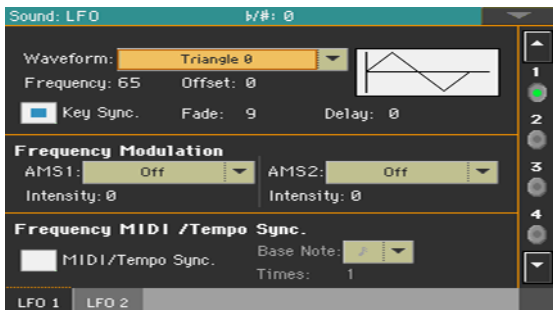 Sound: LFO ♭/#: 0
Waveform: Triangle 0
Frequency: 65 Offset: 0
Key Sync. Fade: 9 Delay: 0
Frequency Modulation
AMS1: Off AMS2: Off
Intensity: 0 Intensity: 0
Frequency MIDI /Tempo Sync.
MIDI/Tempo Sync. Base Note: ♪
Times: 1
LFO 1 LFO 2
1
2
3
4